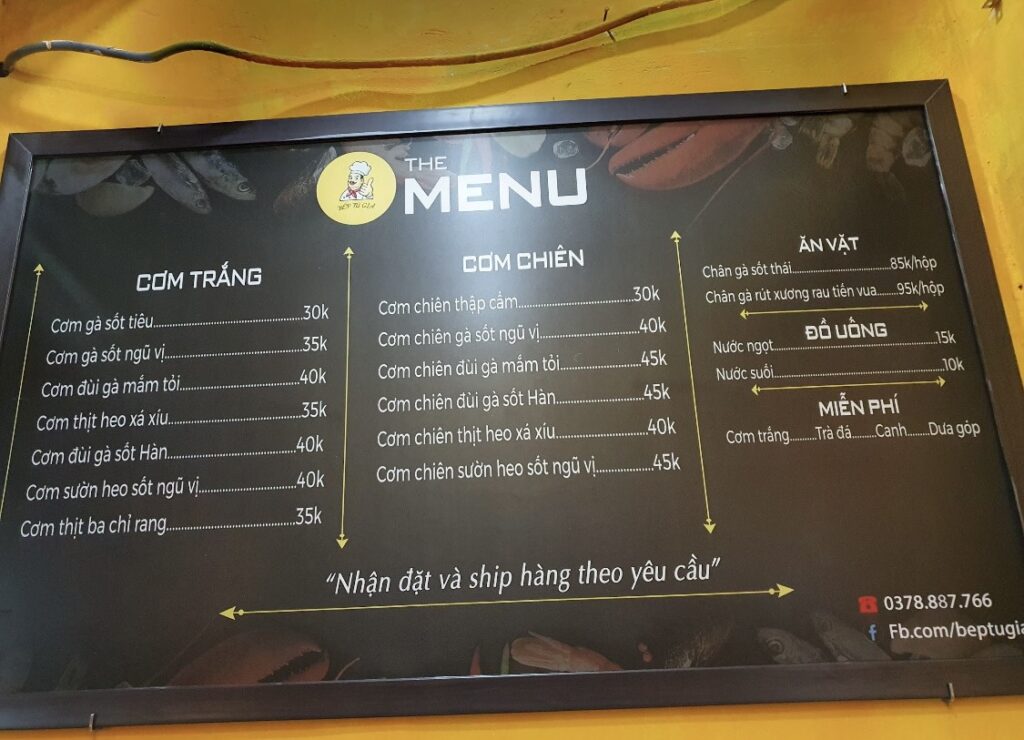 THE
MENU
BẾP TỤ GIA
CƠM TRẮNG
Cơm gà sốt tiêu 30k
Cơm gà sốt ngũ vị 35k
Cơm đùi gà mắm tỏi 40k
Cơm thịt heo xá xíu 35k
Cơm đùi gà sốt Hàn 40k
Cơm sườn heo sốt ngũ vị 40k
Cơm thịt ba chỉ rang 35k
CƠM CHIÊN
Cơm chiên thập cẩm 30k
Cơm chiên gà sốt ngũ vị 40k
Cơm chiên đùi gà mắm tỏi 45k
Cơm chiên đùi gà sốt Hàn 45k
Cơm chiên thịt heo xá xíu 40k
Cơm chiên sườn heo sốt ngũ vị 45k
ĂN VẶT
Chân gà sốt thái 85k/hộp
Chân gà rút xương rau tiến vua 95k/hộp
ĐỒ UỐNG
Nước ngọt 15k
Nước suối 10k
MIỄN PHÍ
Cơm trắng Trà đá Canh Dưa góp
“Nhận đặt và ship hàng theo yêu cầu”
0378.887.766
Fb.com/beptugia